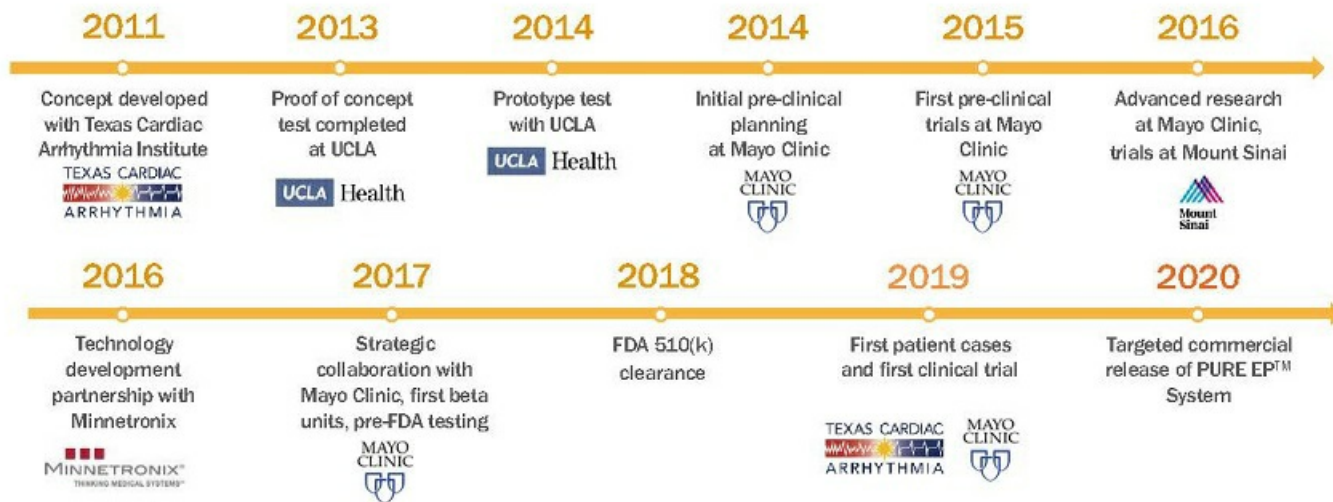 2011
2013
2014
2014
2015
2016
Concept developed
with Texas Cardiac
Arrhythmia Institute
TEXAS CARDIAC
ARRHYTHMIA
Proof of concept
test completed
at UCLA
UCLA Health
Prototype test
with UCLA
UCLA Health
Initial pre-clinical
planning
at Mayo Clinic
MAYO
CLINIC
First pre-clinical
trials at Mayo
Clinic
MAYO
CLINIC
Advanced research
at Mayo Clinic,
trials at Mount Sinai
Mount
Sinai
2016
2017
2018
2019
2020
Technology
development
partnership with
Minnetronix
MINNETRONIX®
THINKING MEDICAL SYSTEMS™
Strategic
collaboration with
Mayo Clinic, first beta
units, pre-FDA testing
MAYO
CLINIC
FDA 510(k)
clearance
First patient cases
and first clinical trial
TEXAS CARDIAC
ARRHYTHMIA
MAYO
CLINIC
Targeted commercial
release of PURE EP™
System